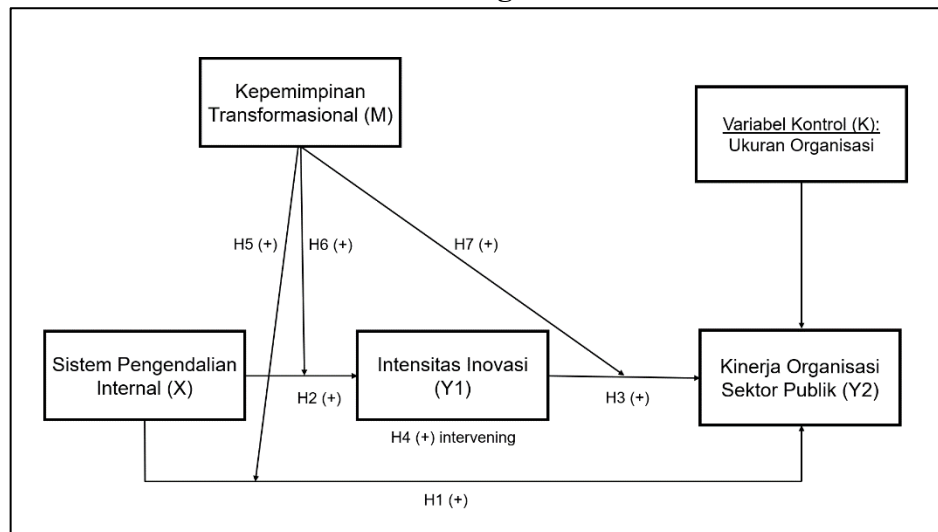 Kepemimpinan
Transformasional (M)
Variabel Kontrol (K):
Ukuran Organisasi
H5 (+)
H6 (+)
H7 (+)
Sistem Pengendalian
Internal (X)
Intensitas Inovasi
(Y1)
Kinerja Organisasi
Sektor Publik (Y2)
H2 (+)
H3 (+)
H4 (+) intervening
H1 (+)